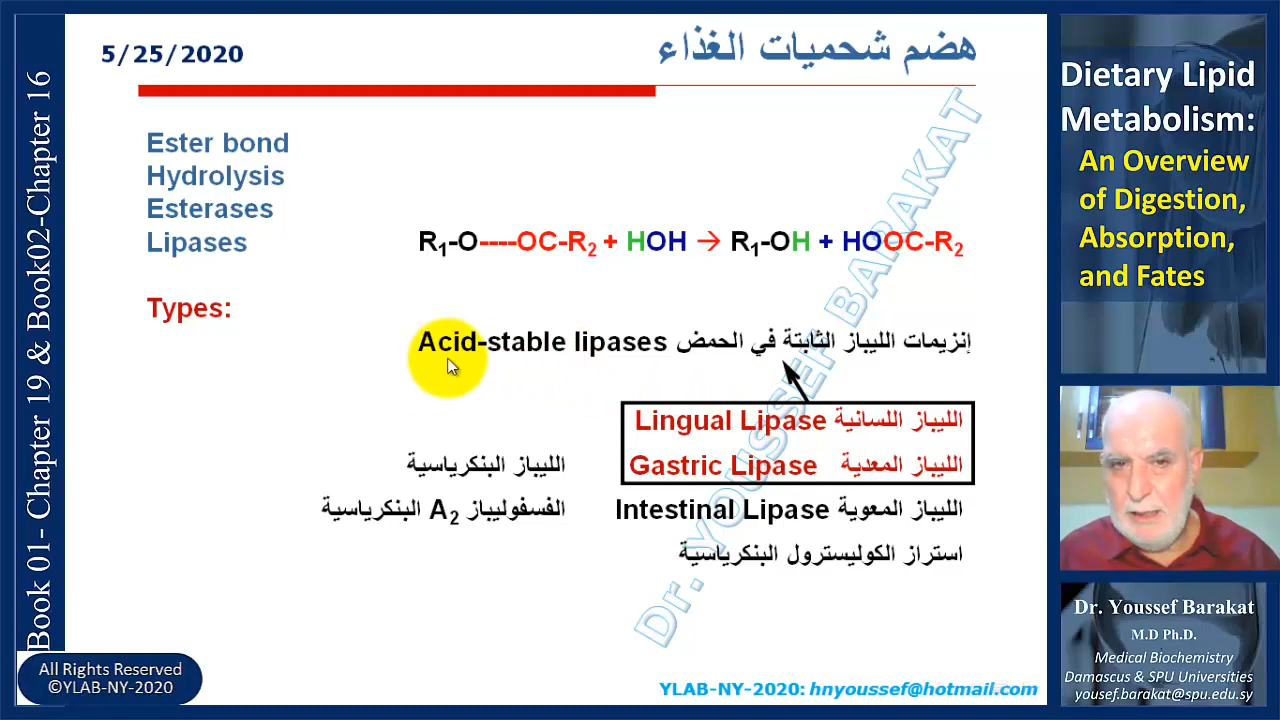 5/25/2020
هضم شحميات الغذاء
Ester bond
Hydrolysis
Esterases
Lipases
R₁-O----OC-R₂ + HOH → R₁-OH + HOOC-R₂
Types:
إنزيمات الليباز الثابتة في الحمض Acid-stable lipases
الليباز اللسانية Lingual Lipase
الليباز المعدية Gastric Lipase
الليباز البنكرياسية
الليباز المعوية Intestinal Lipase
الفسفوليباز A₂ البنكرياسية
استراز الكوليسترول البنكرياسية
Dr. YOUSSEF BARAKAT
Book 01- Chapter 19 & Book02-Chapter 16
All Rights Reserved
©YLAB-NY-2020
YLAB-NY-2020: hnyoussef@hotmail.com
Dietary Lipid
Metabolism:
An Overview
of Digestion,
Absorption,
and Fates
Dr. Youssef Barakat
M.D Ph.D.
Medical Biochemistry
Damascus & SPU Universities
yousef.barakat@spu.edu.sy